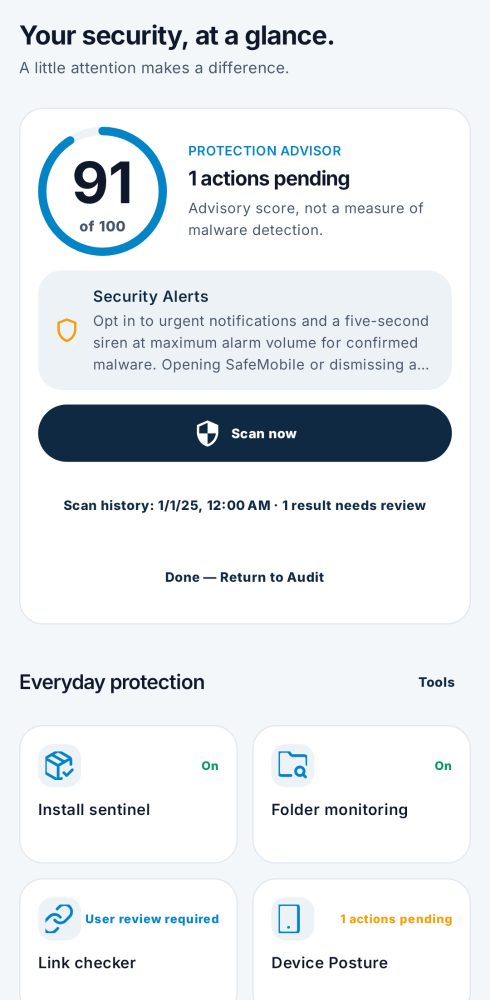 Your security, at a glance.
A little attention makes a difference.
91
of 100
PROTECTION ADVISOR
1 actions pending
Advisory score, not a measure of
malware detection.
Security Alerts
Opt in to urgent notifications and a five-second
siren at maximum alarm volume for confirmed
malware. Opening SafeMobile or dismissing a...
Scan now
Scan history: 1/1/25, 12:00 AM · 1 result needs review
Done — Return to Audit
Everyday protection
Tools
On
Install sentinel
On
Folder monitoring
User review required
Link checker
1 actions pending
Device Posture